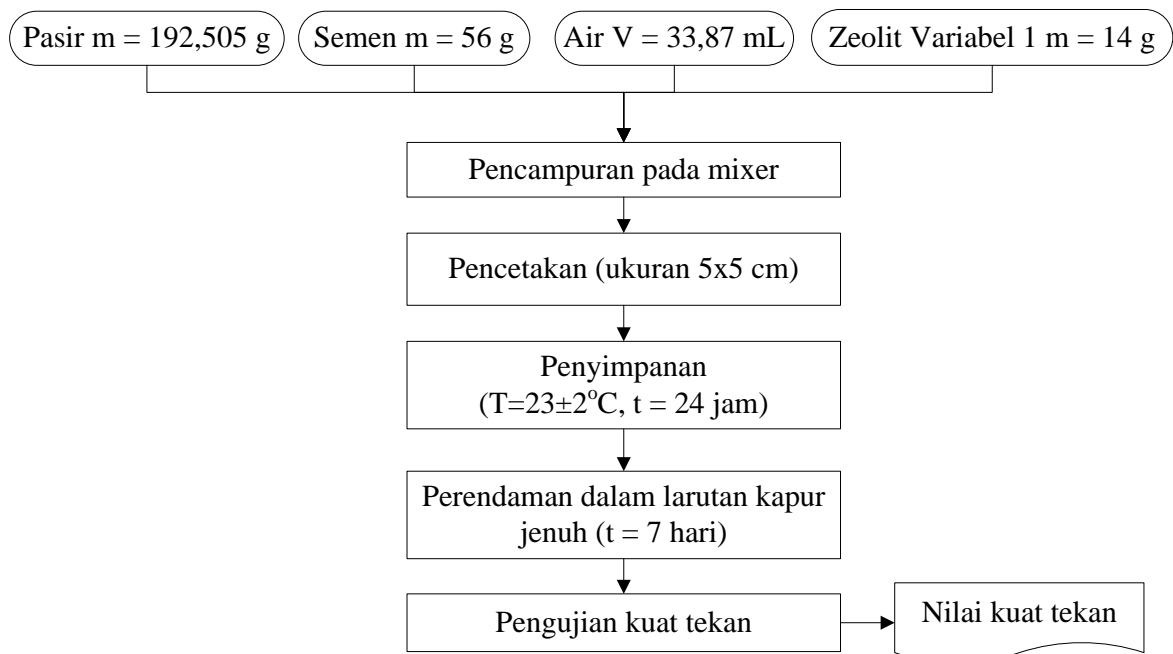 Pasir m = 192,505 g
Semen m = 56 g
Air V = 33,87 mL
Zeolit Variabel 1 m = 14 g
Pencampuran pada mixer
Pencetakan (ukuran 5x5 cm)
Penyimpanan
(T=23±2°C, t = 24 jam)
Perendaman dalam larutan kapur
jenuh (t = 7 hari)
Pengujian kuat tekan
Nilai kuat tekan